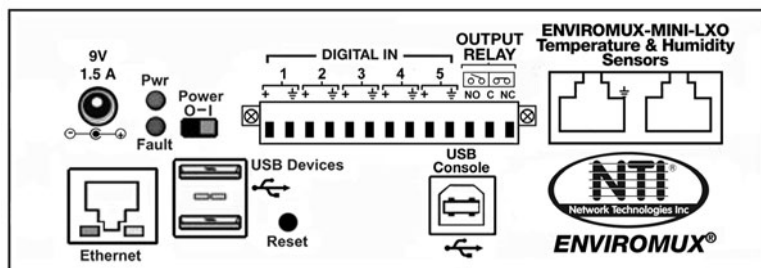 9V
1.5 A
Pwr
Fault
Power
O–I
DIGITAL IN
1 2 3 4 5
+ + + + +
OUTPUT
RELAY
NO C NC
ENVIROMUX-MINI-LXO
Temperature & Humidity
Sensors
Ethernet
USB Devices
Reset
USB
Console
NTI®
Network Technologies Inc
ENVIROMUX®